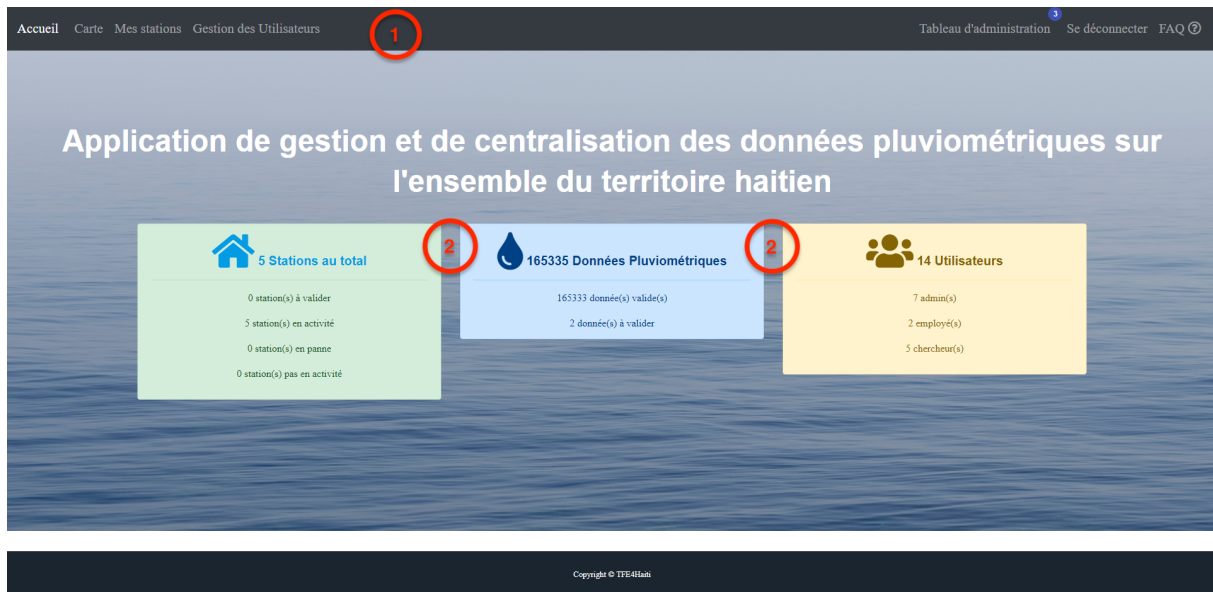 Accueil Carte Mes stations Gestion des Utilisateurs 1 Tableau d'administration 3 Se déconnecter FAQ ?
Application de gestion et de centralisation des données pluviométriques sur
l'ensemble du territoire haitien
5 Stations au total
0 station(s) à valider
5 station(s) en activité
0 station(s) en panne
0 station(s) pas en activité
2
165335 Données Pluviométriques
165333 donnée(s) valide(s)
2 donnée(s) à valider
2
14 Utilisateurs
7 admin(s)
2 employé(s)
5 chercheur(s)
Copyright © TFE4Haiti